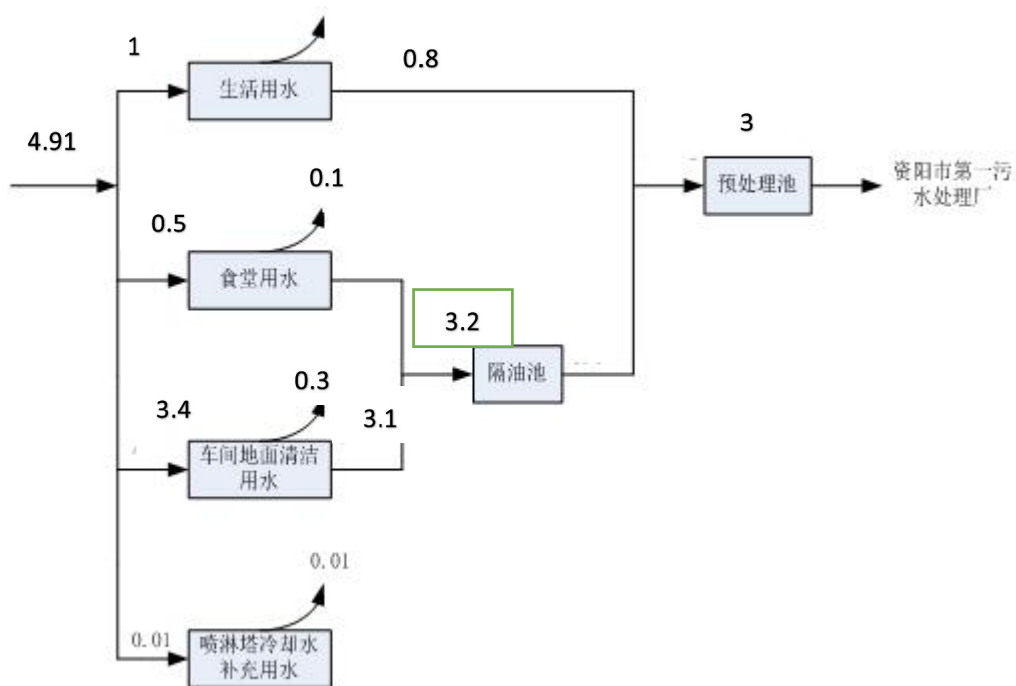 1
0.8
生活用水
4.91
3
预处理池
资阳市第一污
水处理厂
0.1
0.5
食堂用水
3.2
隔油池
0.3
3.4
3.1
车间地面清洁
用水
0.01
0.01
喷淋塔冷却水
补充用水